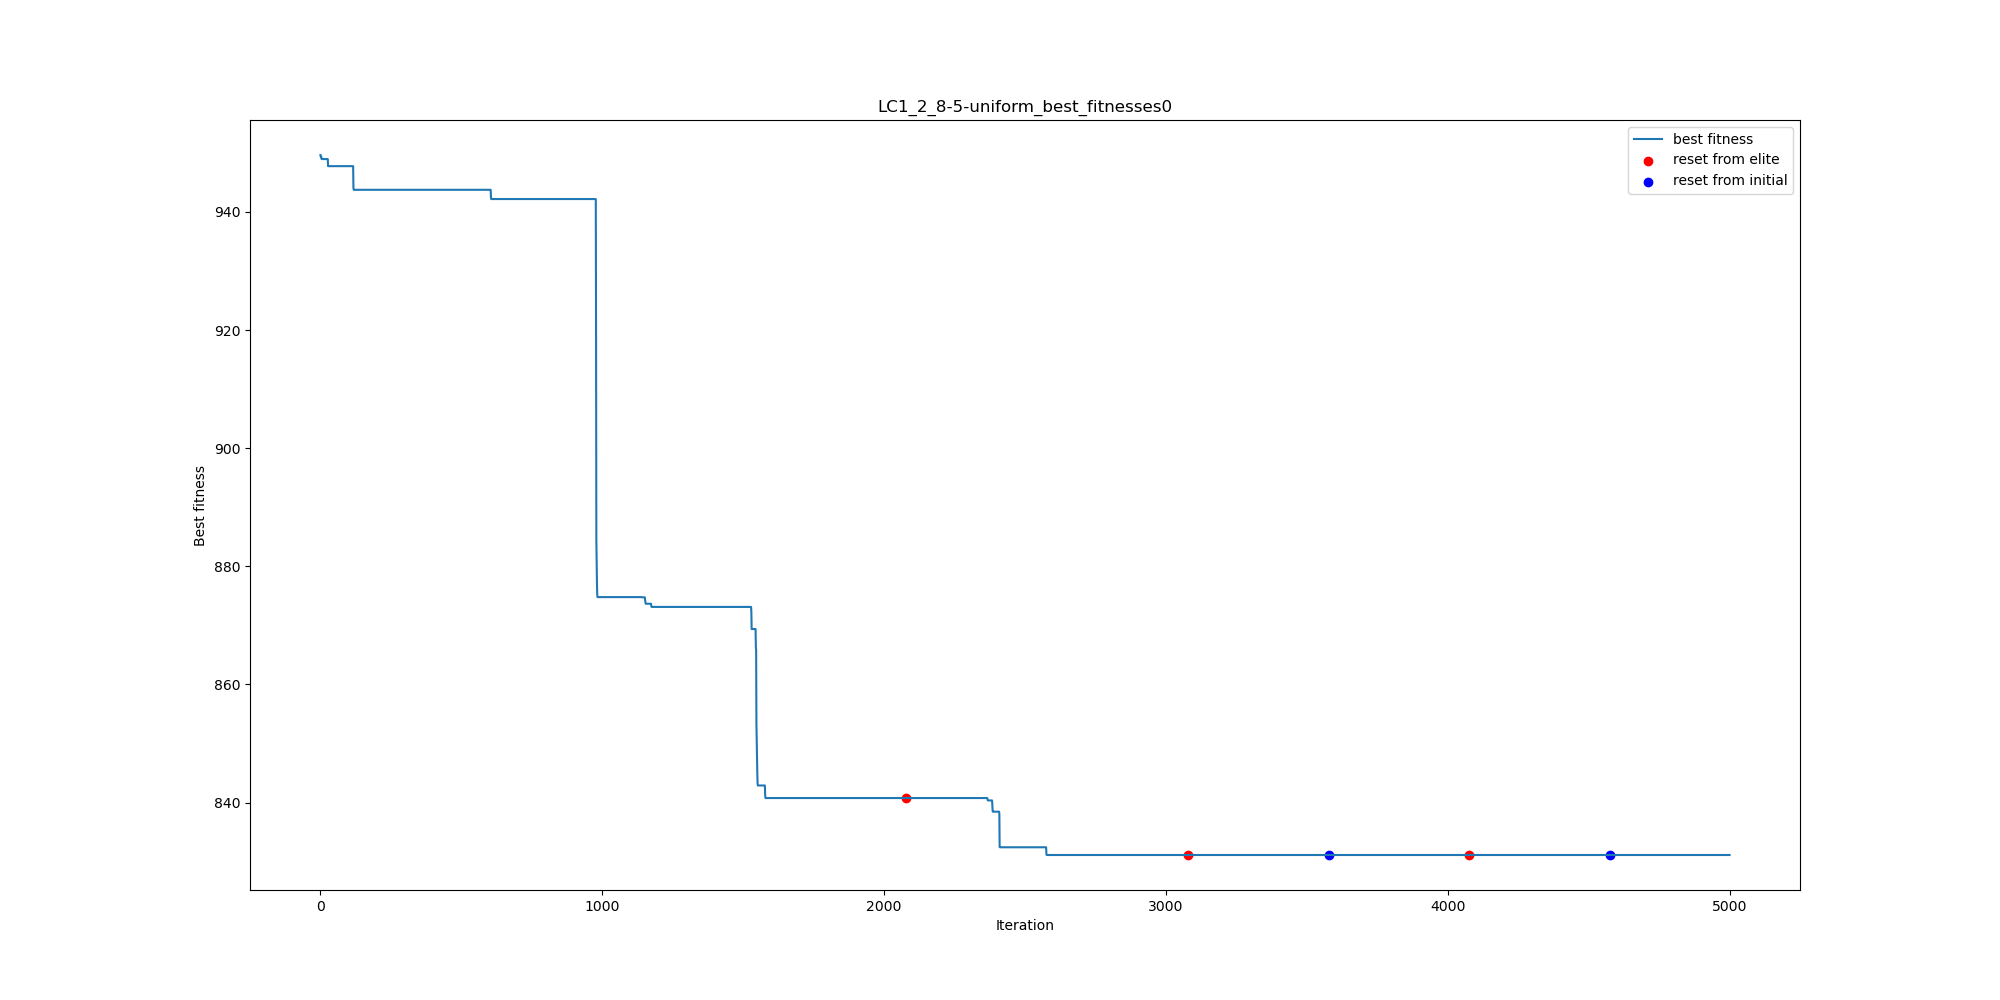 LC1_2_8-5-uniform_best_fitnesses0
best fitness
reset from elite
reset from initial
940
920
900
880
860
840
Best fitness
0
1000
2000
3000
4000
5000
Iteration